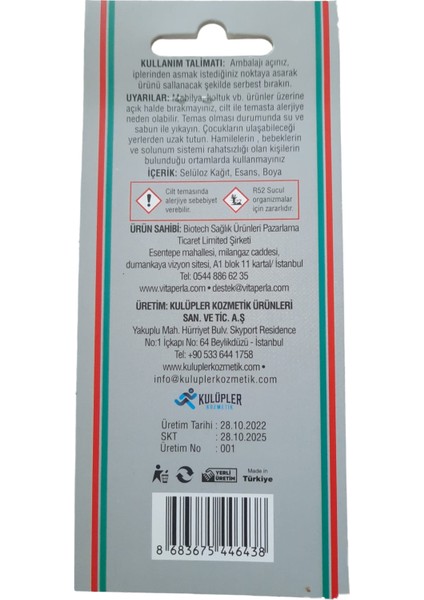 KULLANIM TALİMATI: Ambalajı açınız,
iplerinden asmak istediğiniz noktaya asarak
ürünü sallanacak şekilde serbest bırakın.
UYARILAR: Mobilya, koltuk vb. ürünler üzerine
açık halde bırakmayınız, cilt ile temasta alerjiye
neden olabilir. Temas olması durumunda su ve
sabun ile yıkayın. Çocukların ulaşabileceği
yerlerden uzak tutun. Hamilelerin , bebeklerin
ve solunum sistemi rahatsızlığı olan kişilerin
bulunduğu ortamlarda kullanmayınız
İÇERİK: Selüloz Kağıt, Esans, Boya
Cilt temasında
alerjiye sebebiyet
verebilir.
R52 Sucul
organizmalar
için zararlıdır.
ÜRÜN SAHİBİ: Biotech Sağlık Ürünleri Pazarlama
Ticaret Limited Şirketi
Esentepe mahallesi, milangaz caddesi,
dumankaya vizyon sitesi, A1 blok 11 kartal/ İstanbul
Tel: 0544 886 62 35
www.vitaperla.com • destek@vitaperla.com
ÜRETİM: KULÜPLER KOZMETİK ÜRÜNLERİ
SAN. VE TİC. A.Ş
Yakuplu Mah. Hürriyet Bulv. Skyport Residence
No:1 İçkapı No: 64 Beylikdüzü - İstanbul
Tel: +90 533 644 1758
www.kuluplerkozmetik.com •
info@kuluplerkozmetik.com
KULÜPLER
KOZMETİK
Üretim Tarihi : 28.10.2022
SKT : 28.10.2025
Üretim No : 001
YERLİ
ÜRETİM
Made in
Türkiye
8 683675 446438